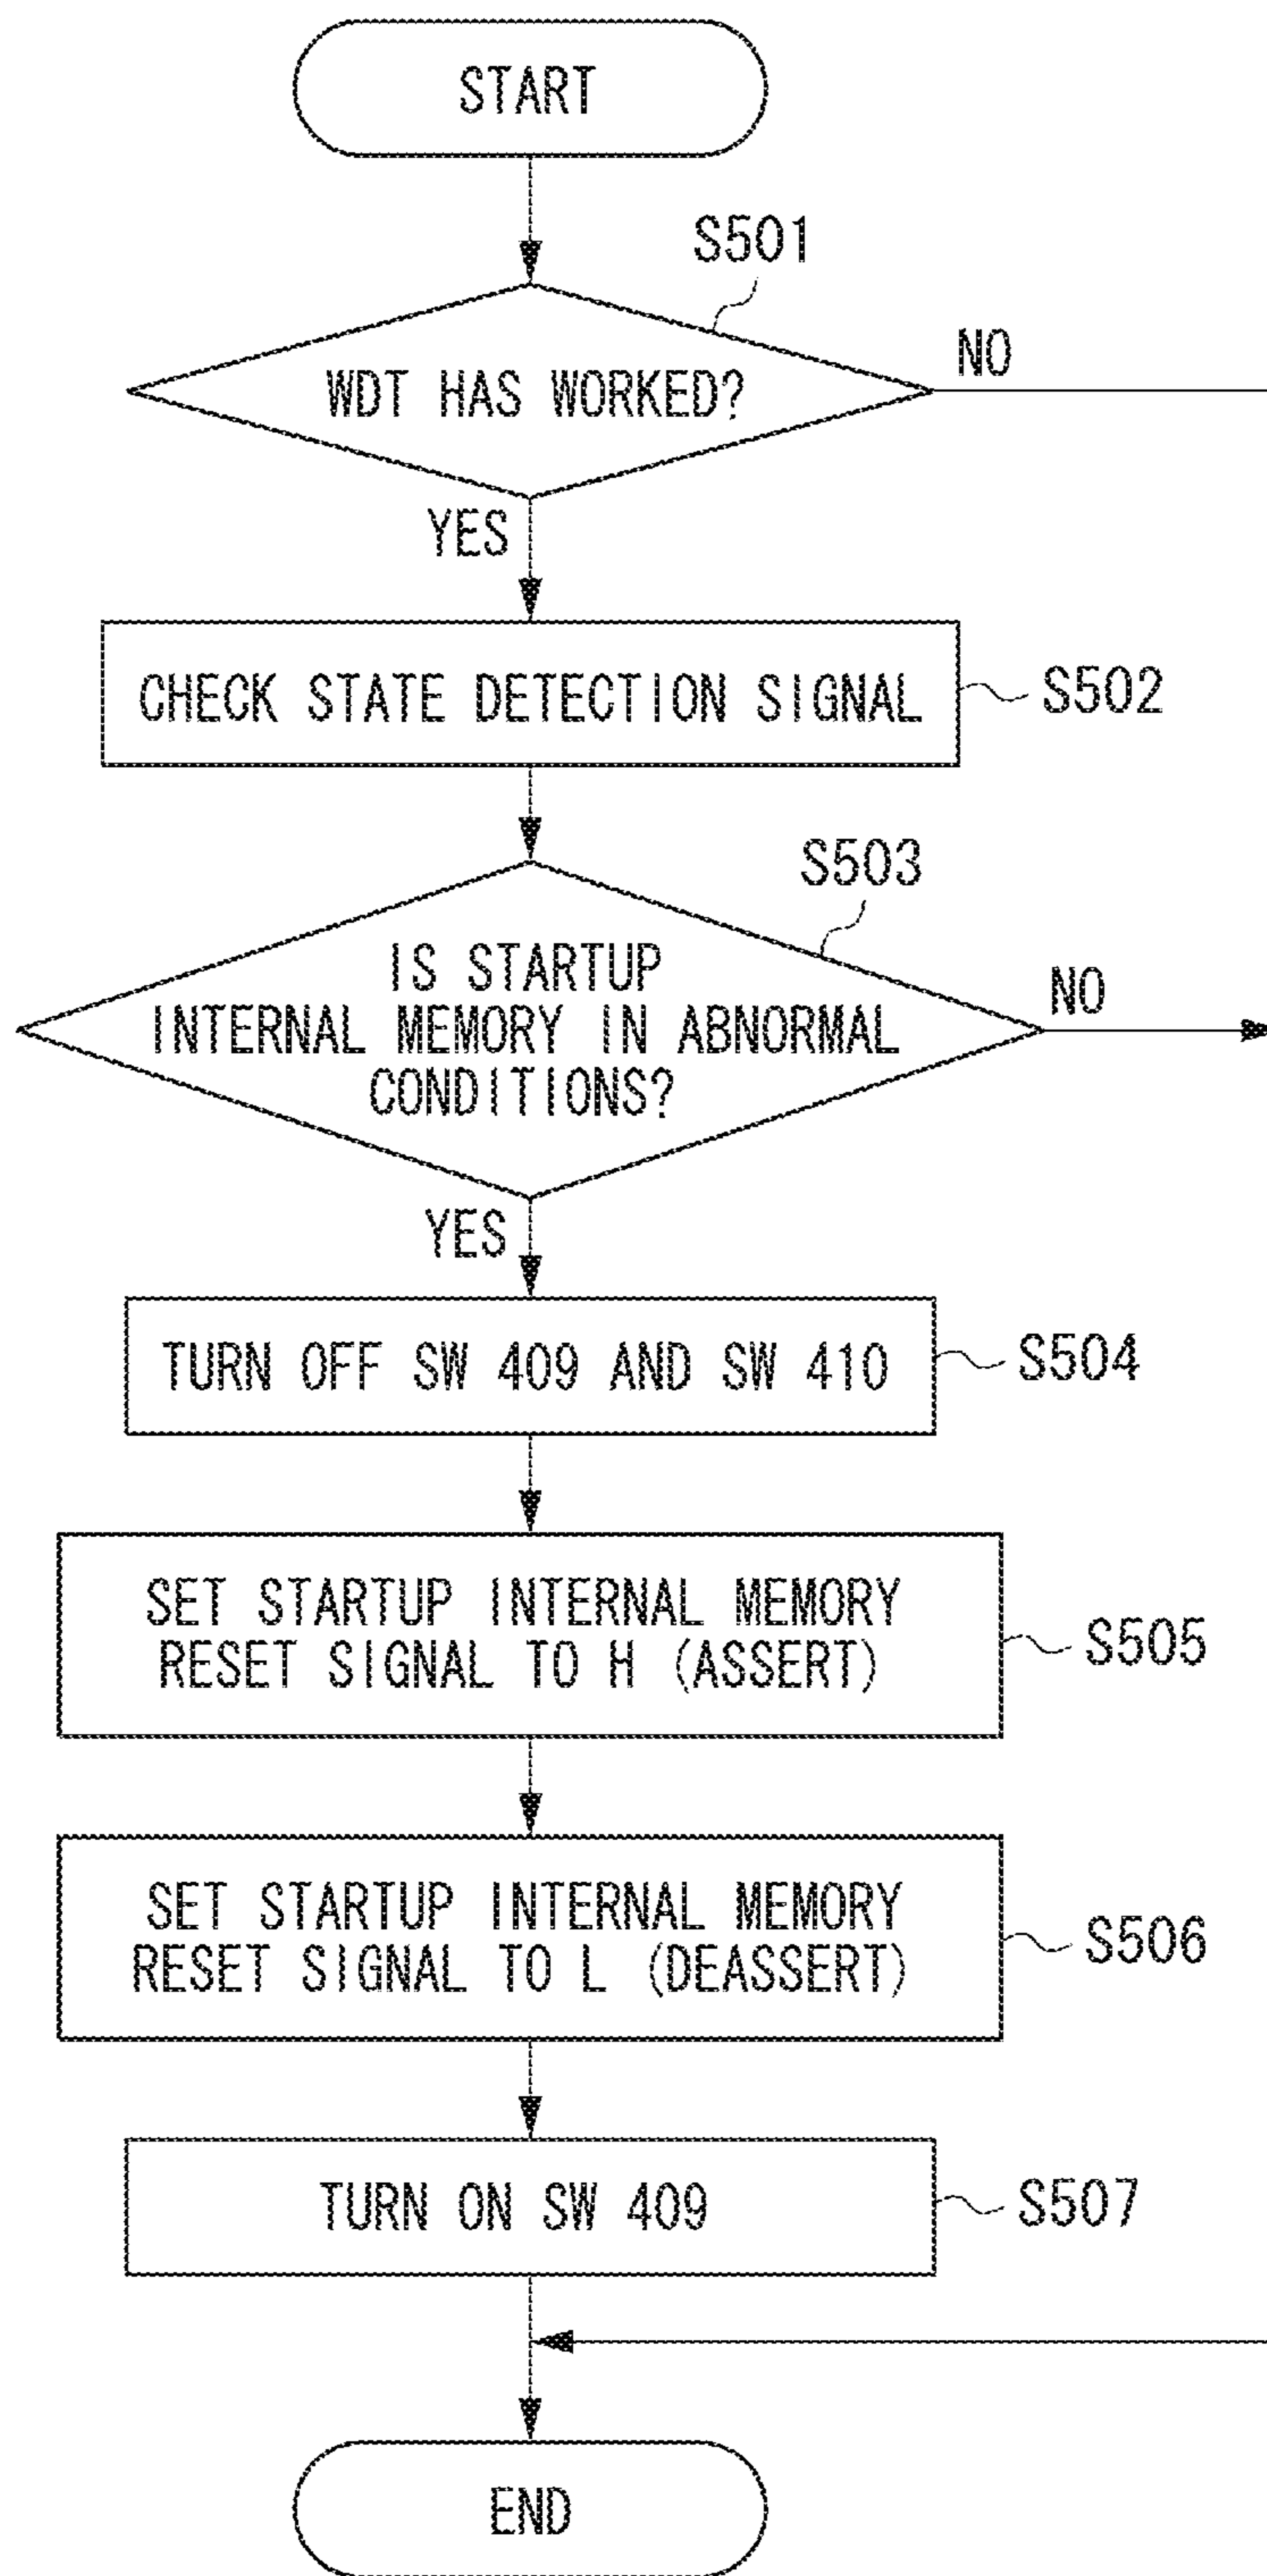 START
S501
WDT HAS WORKED?
NO
YES
CHECK STATE DETECTION SIGNAL
S502
S503
IS STARTUP
INTERNAL MEMORY IN ABNORMAL
CONDITIONS?
NO
YES
TURN OFF SW 409 AND SW 410
S504
SET STARTUP INTERNAL MEMORY
RESET SIGNAL TO H (ASSERT)
S505
SET STARTUP INTERNAL MEMORY
RESET SIGNAL TO L (DEASSERT)
S506
TURN ON SW 409
S507
END